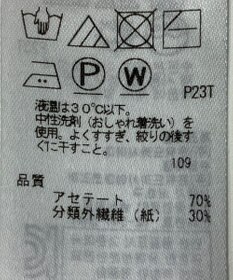 P
W
P23T
液温は30℃以下。
中性洗剤（おしゃれ着洗い）を
使用。よくすすぎ、絞りの後す
ぐに干すこと。
109
品質
アセテート 70%
分類外繊維（紙） 30%